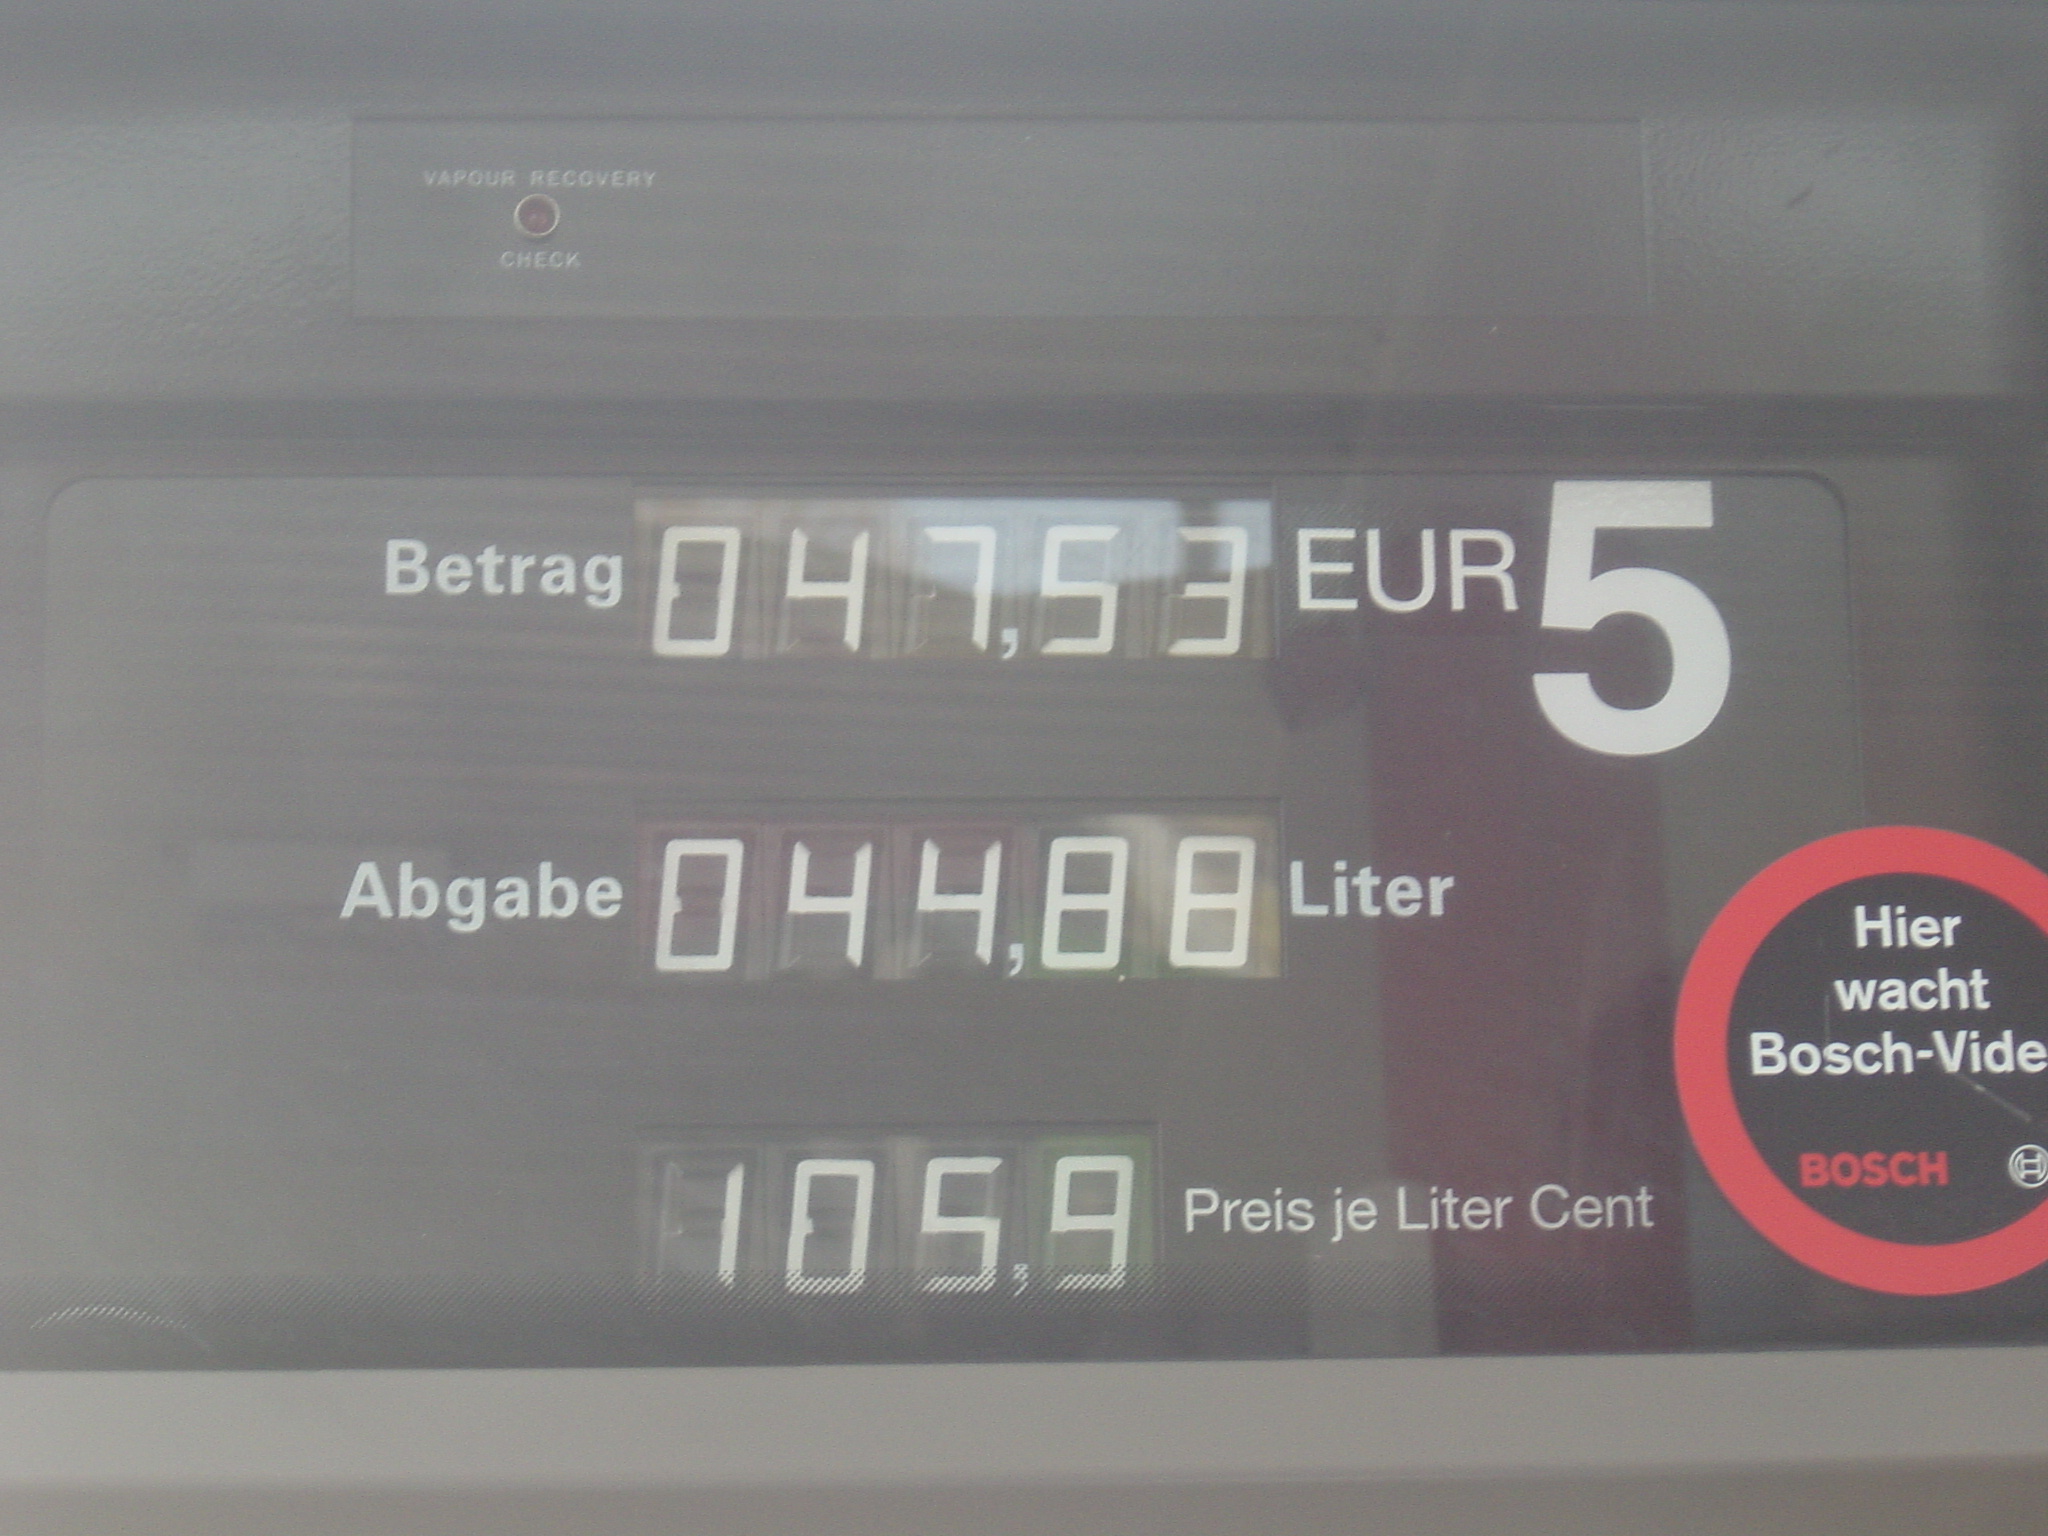 VAPOUR RECOVERY
CHECK
Betrag 047,53 EUR 5
Abgabe 044,88 Liter
105,9 Preis je Liter Cent
Hier
wacht
Bosch-Vide
BOSCH